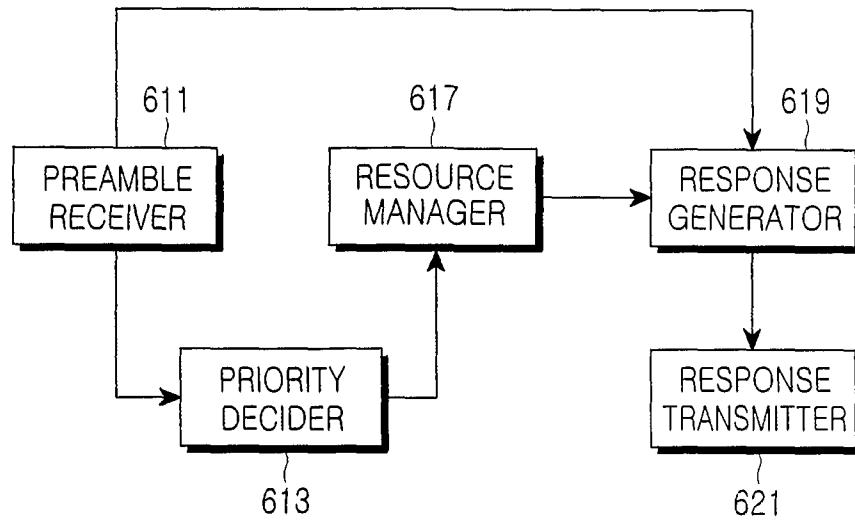 611
617
619
PREAMBLE
RECEIVER
RESOURCE
MANAGER
RESPONSE
GENERATOR
PRIORITY
DECIDER
RESPONSE
TRANSMITTER
613
621